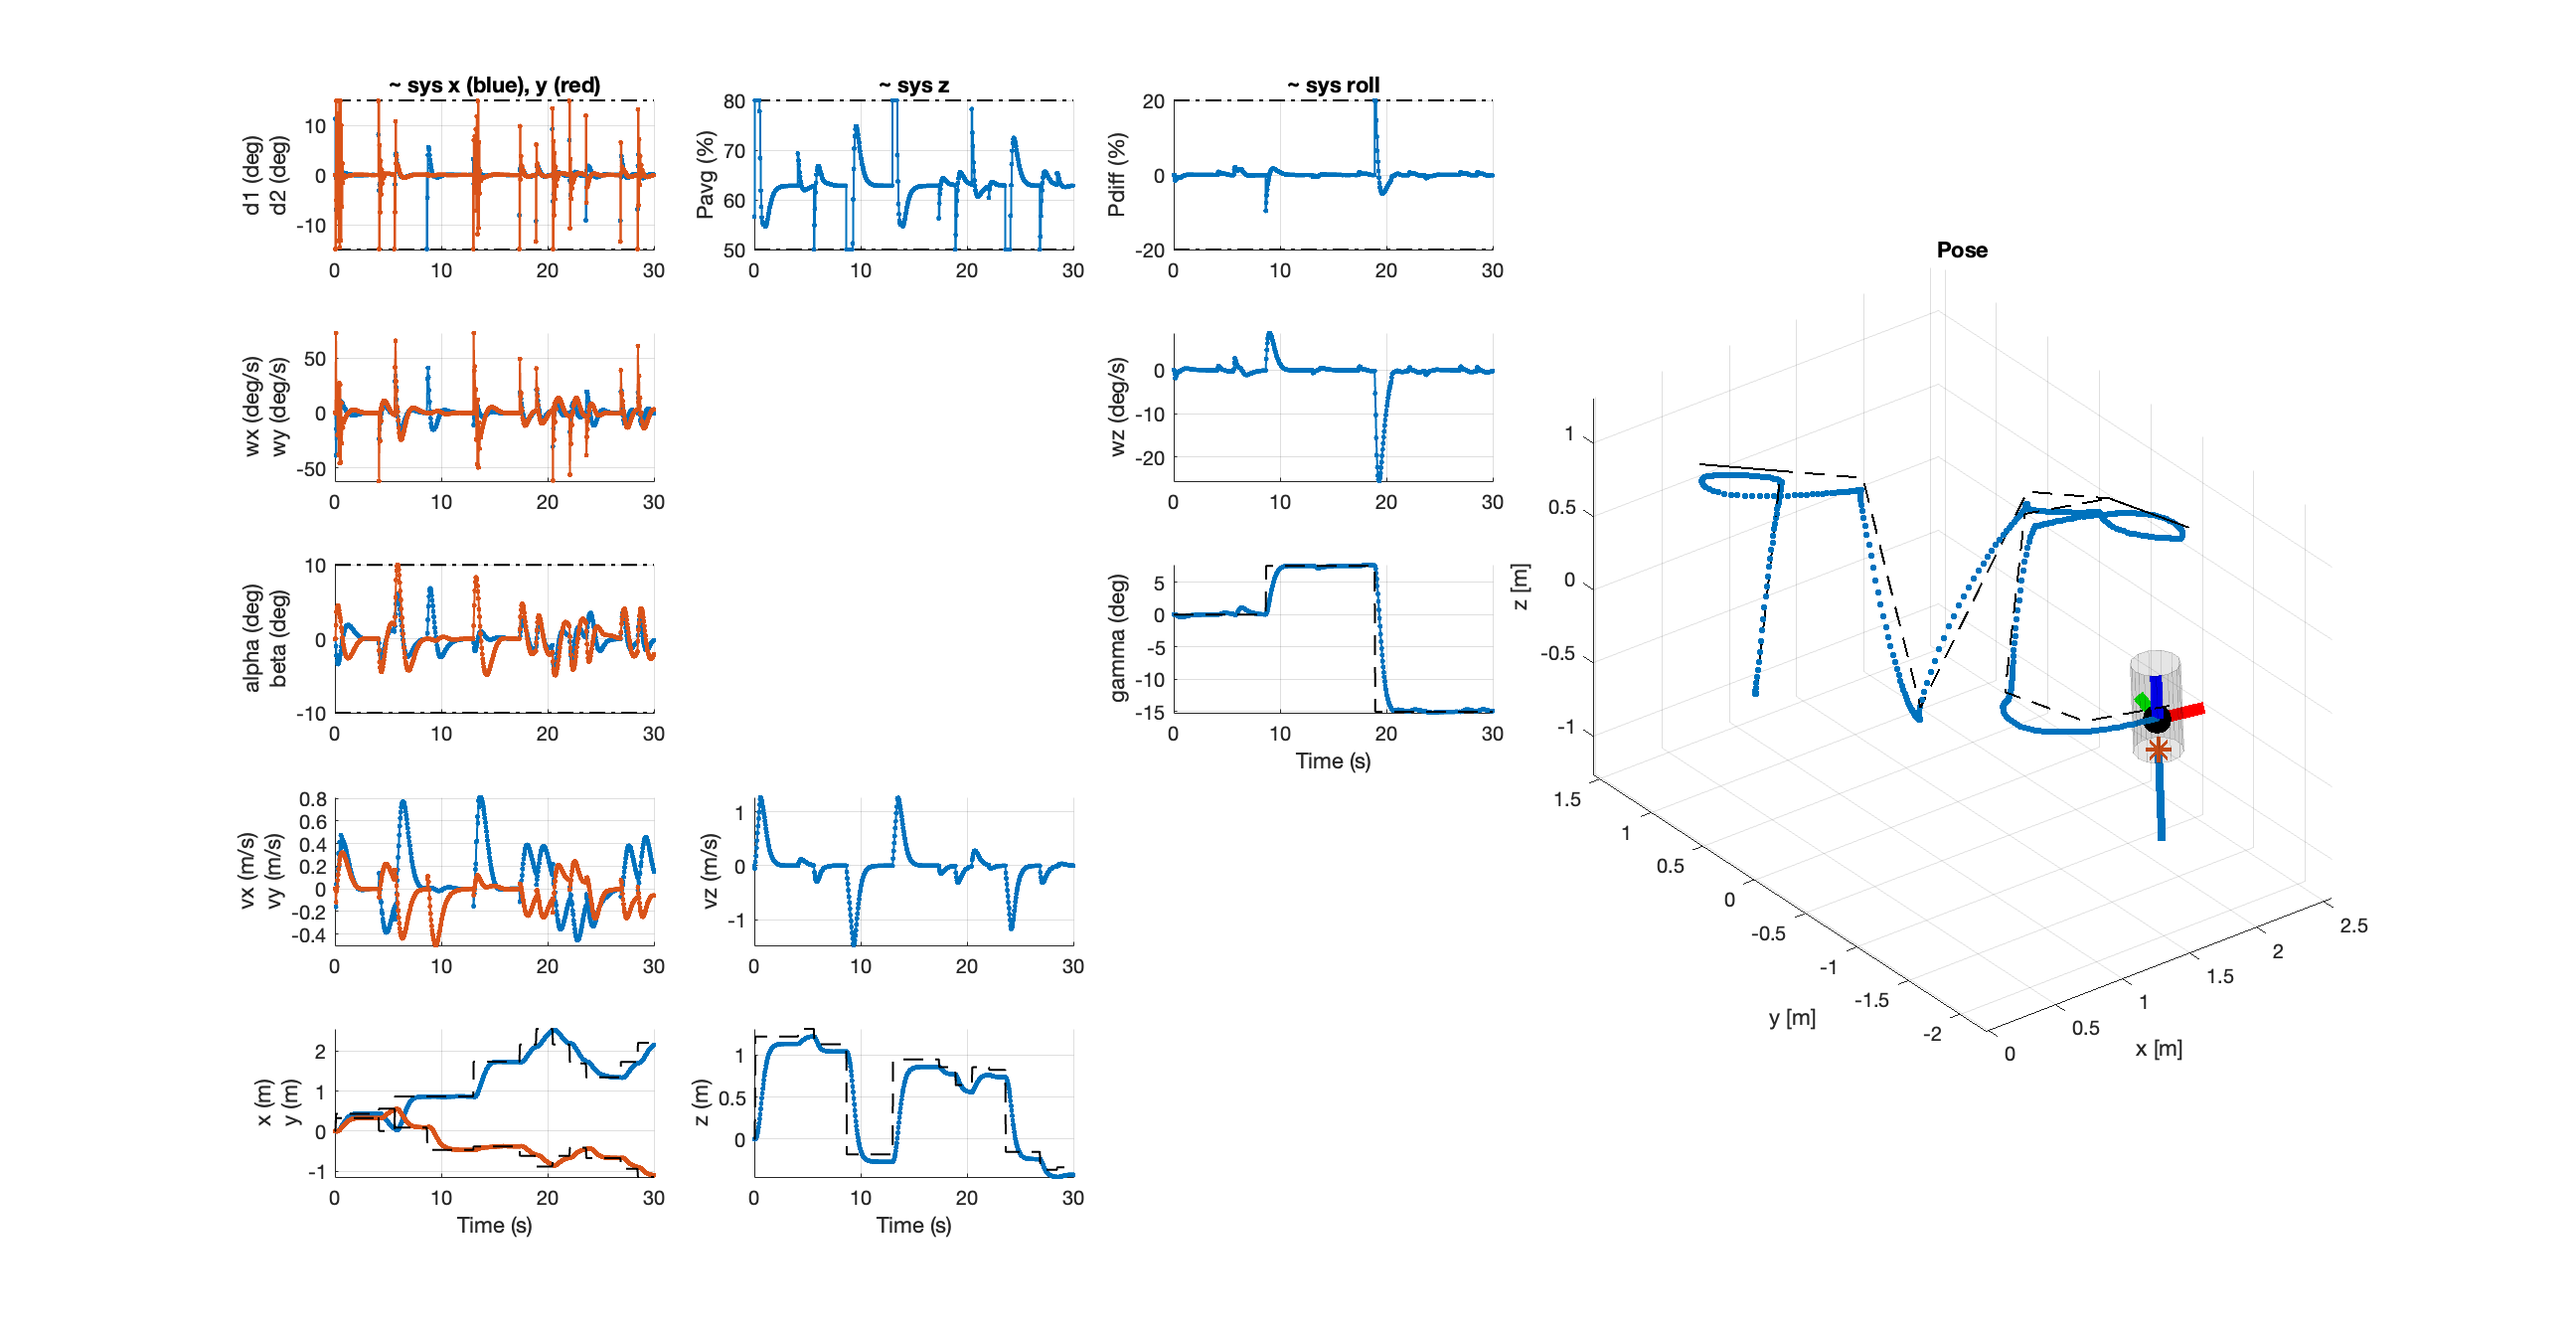 ~ sys x (blue), y (red)
d1 (deg)
d2 (deg)
10
0
-10
0 10 20 30
~ sys z
Pavg (%)
80
70
60
50
0 10 20 30
~ sys roll
Pdiff (%)
20
0
-20
0 10 20 30
wx (deg/s)
wy (deg/s)
50
0
-50
0 10 20 30
wz (deg/s)
0
-10
-20
0 10 20 30
alpha (deg)
beta (deg)
10
0
-10
0 10 20 30
gamma (deg)
5
0
-5
-10
-15
0 10 20 30
Time (s)
vx (m/s)
vy (m/s)
0.8
0.6
0.4
0.2
0
-0.2
-0.4
0 10 20 30
vz (m/s)
1
0
-1
0 10 20 30
x (m)
y (m)
2
1
0
-1
0 10 20 30
Time (s)
z (m)
1
0.5
0
0 10 20 30
Time (s)
Pose
z [m]
1
0.5
0
-0.5
-1
1.5
1
0.5
0
-0.5
-1
-1.5
-2
y [m]
0
0.5
1
1.5
2
2.5
x [m]